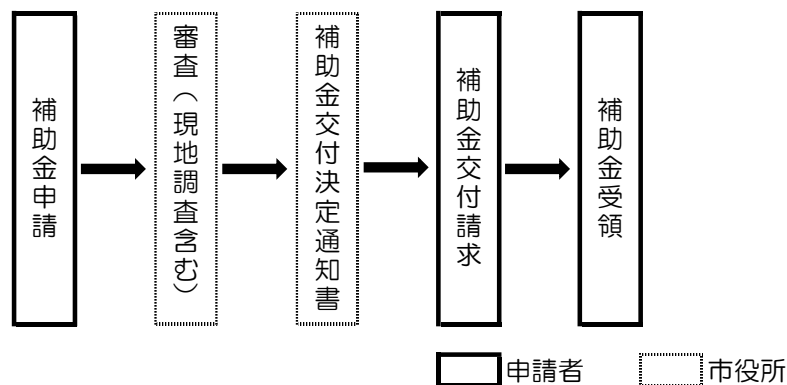 補助金申請
審査（現地調査含む）
補助金交付決定通知書
補助金交付請求
補助金受領
申請者
市役所